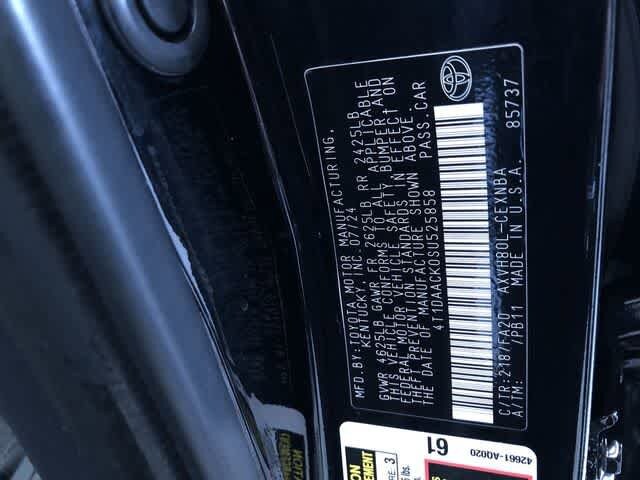 MFD.BY:TOYOTA MOTOR MANUFACTURING,
KENTUCKY, INC. 07/24
GVWR 4625LB GAWR FR 2625LB RR 2425LB
THIS VEHICLE CONFORMS TO ALL APPLICABLE
FEDERAL MOTOR VEHICLE SAFETY, BUMPER AND
THEFT PREVENTION STANDARDS IN EFFECT ON
THE DATE OF MANUFACTURE SHOWN ABOVE.
4T1DAACK0SU525858 PASS.CAR
C/TR:218/FA20 AXVH80L-CEXNBA
A/TM: /PB11 MADE IN U.S.A. 85737
61
42661-AQ020
3